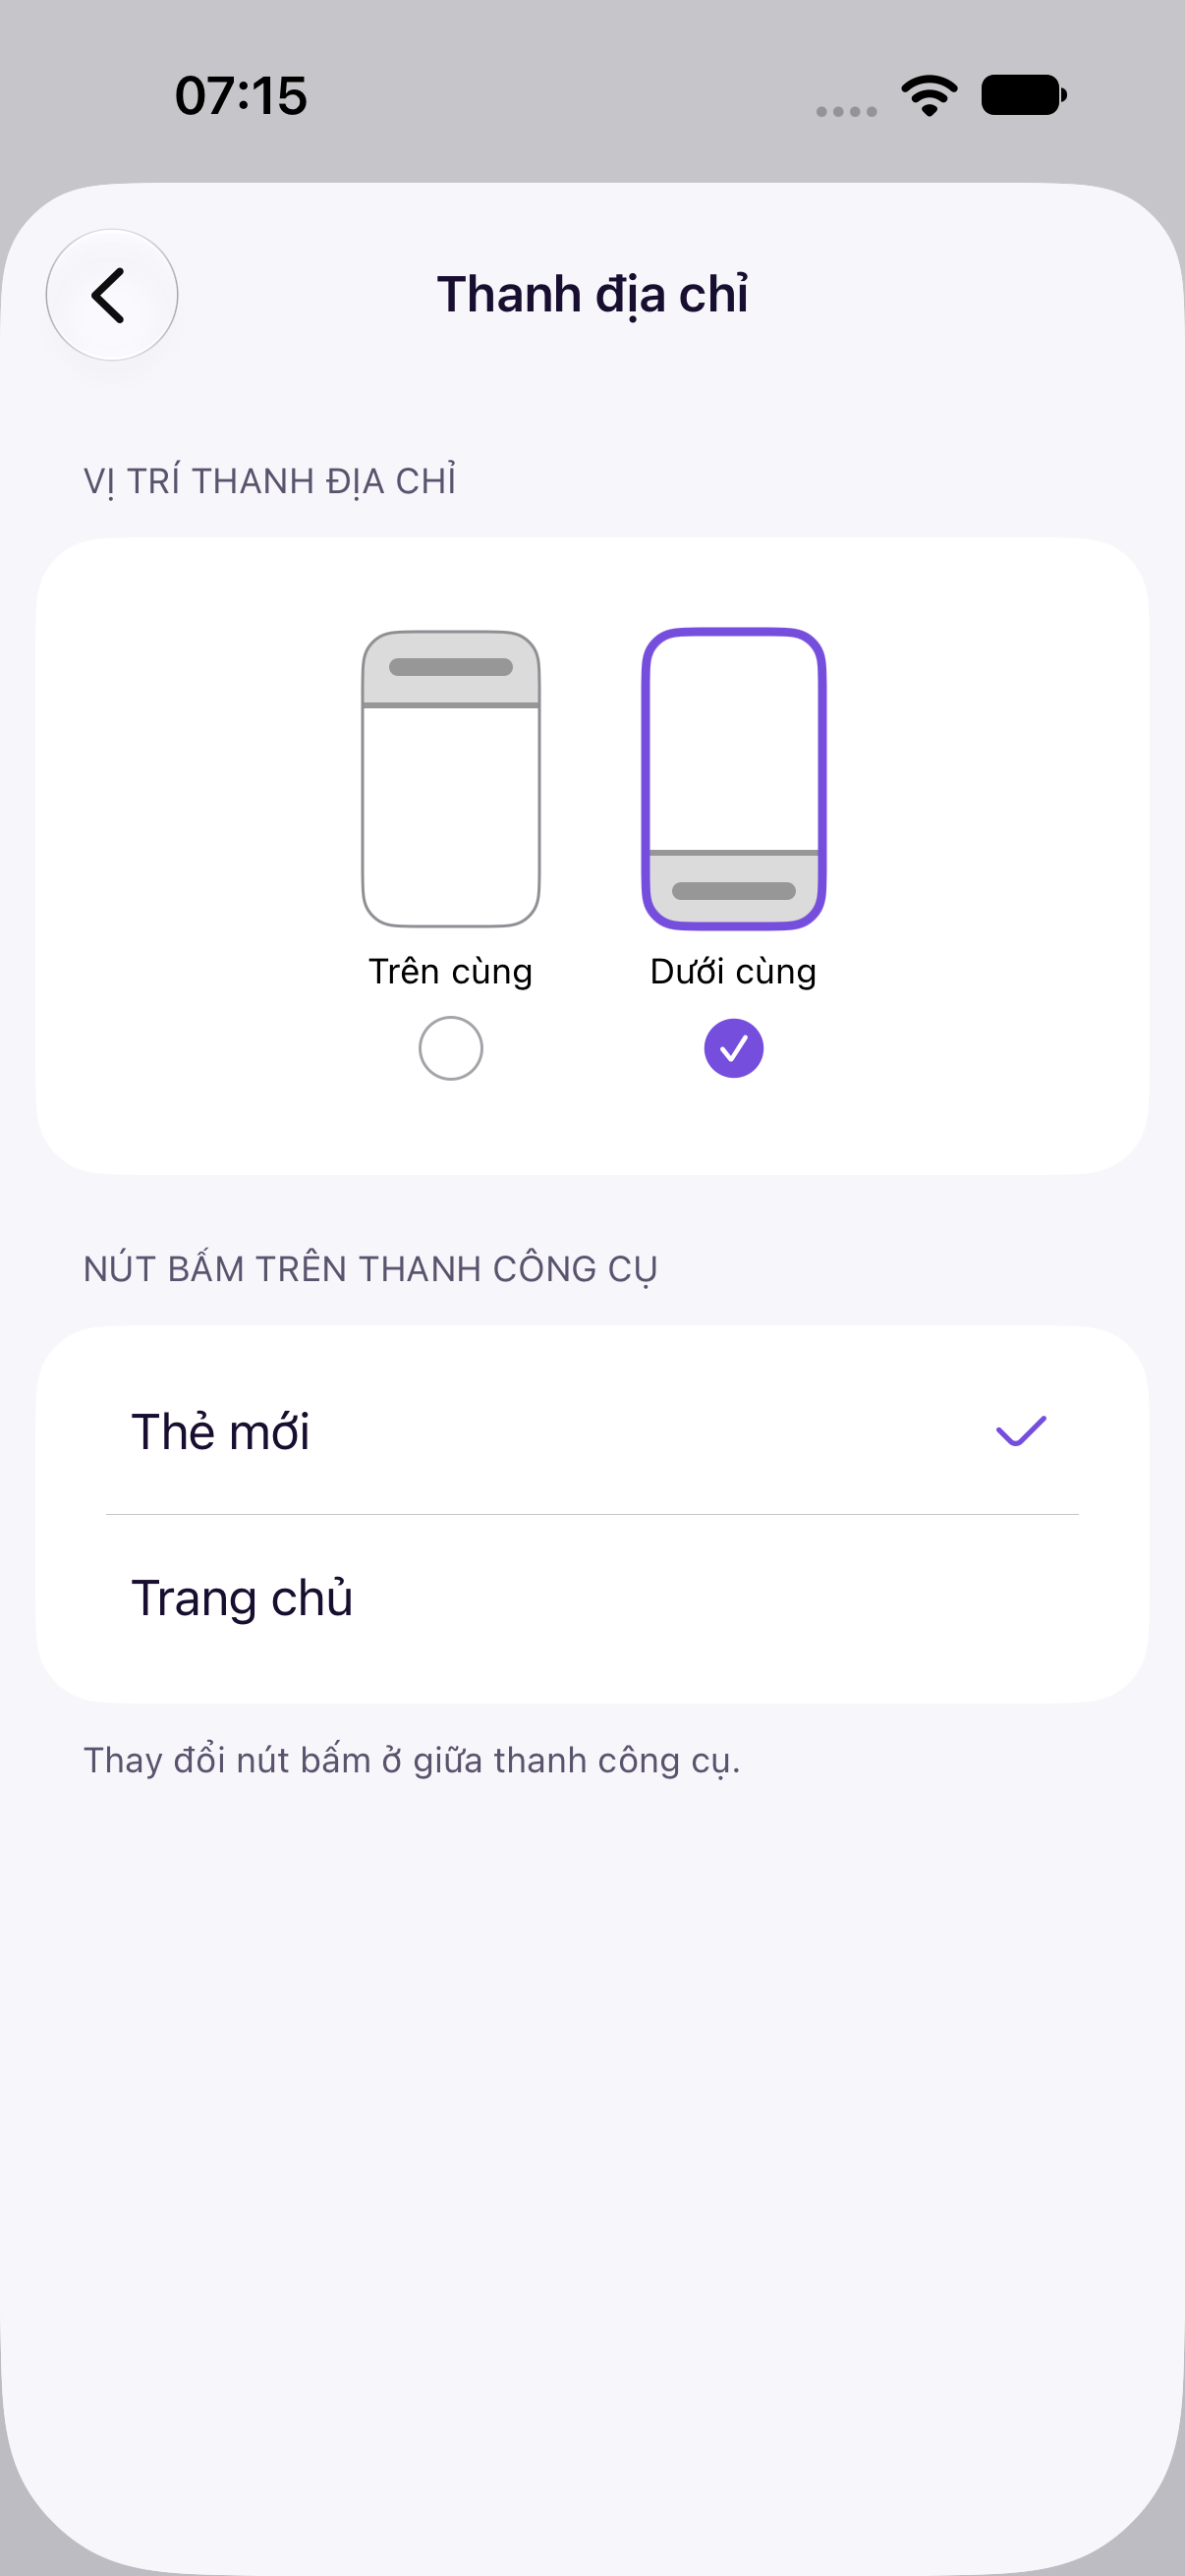 07:15
Thanh địa chỉ
VỊ TRÍ THANH ĐỊA CHỈ
Trên cùng
Dưới cùng
NÚT BẤM TRÊN THANH CÔNG CỤ
Thẻ mới
Trang chủ
Thay đổi nút bấm ở giữa thanh công cụ.